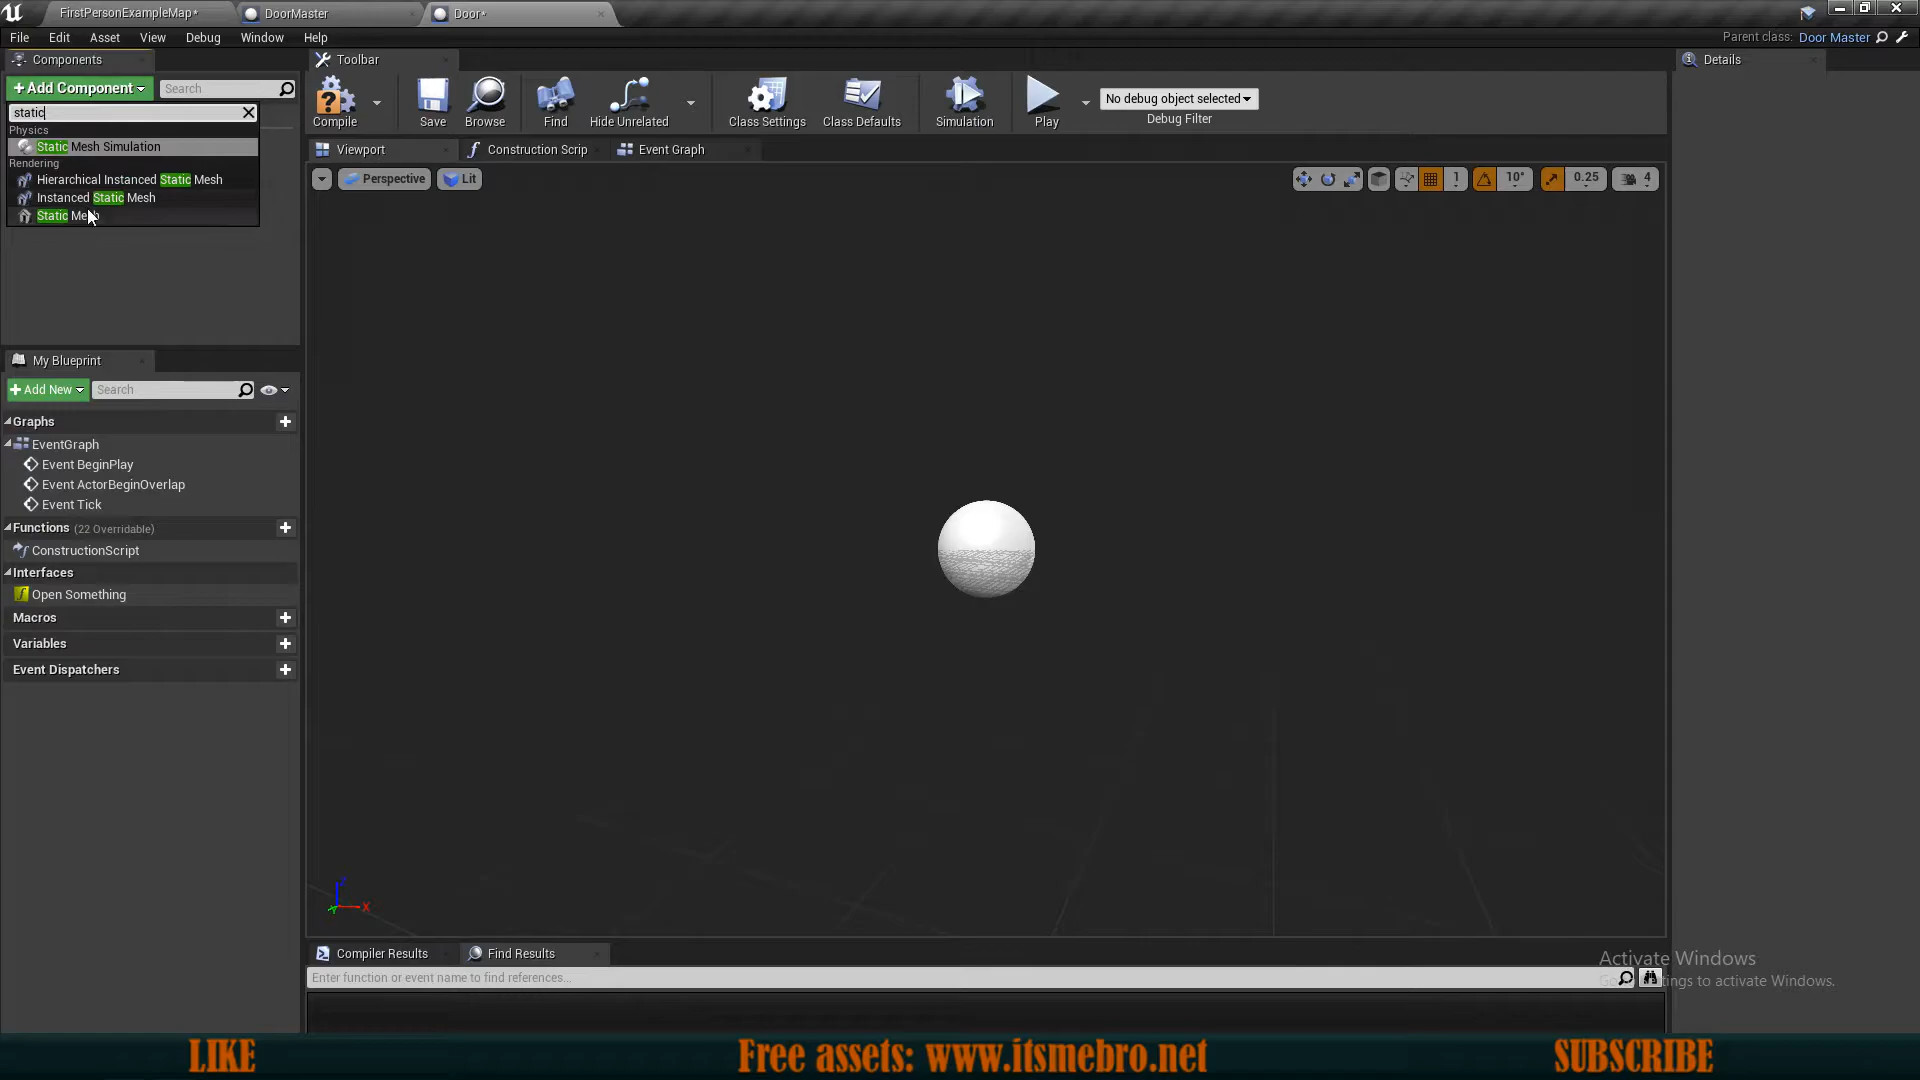 FirstPersonExampleMap*
DoorMaster
Door*
File Edit Asset View Debug Window Help
Parent class: Door Master
Components
Toolbar
Details
+Add Component
Search
static
Physics
Static Mesh Simulation
Rendering
Hierarchical Instanced Static Mesh
Instanced Static Mesh
Static Mesh
Compile
Save
Browse
Find
Hide Unrelated
Class Settings
Class Defaults
Simulation
Play
No debug object selected
Debug Filter
Viewport
Construction Scrip
Event Graph
Perspective
Lit
1
10°
0.25
4
My Blueprint
+Add New
Search
Graphs
EventGraph
Event BeginPlay
Event ActorBeginOverlap
Event Tick
Functions (22 Overridable)
ConstructionScript
Interfaces
Open Something
Macros
Variables
Event Dispatchers
Z
X
Y
Compiler Results
Find Results
Enter function or event name to find references...
Activate Windows
tings to activate Windows.
LIKE
Free assets: www.itsmebro.net
SUBSCRIBE